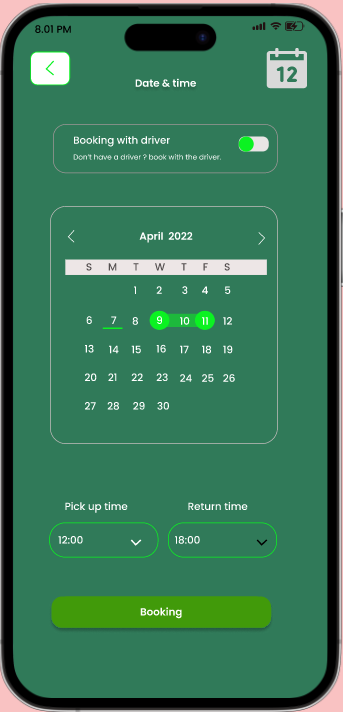 8.01 PM
12
Date & time
Booking with driver
Don't have a driver ? book with the driver.
April 2022
S M T W T F S
1 2 3 4 5
6 7 8 9 10 11 12
13 14 15 16 17 18 19
20 21 22 23 24 25 26
27 28 29 30
Pick up time Return time
12:00 18:00
Booking